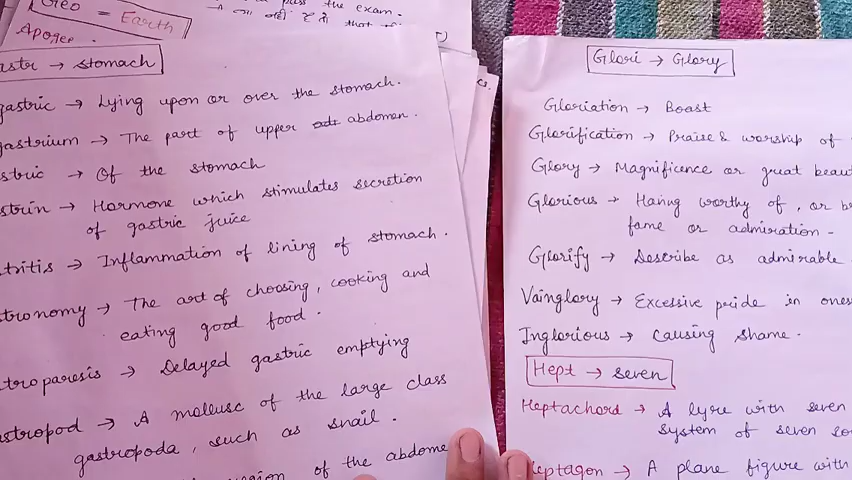 Geo = Earth
Apogee
pass the exam.
astr → stomach
gastric → Lying upon or over the stomach.
gastrium → The part of upper abdomen.
stric → Of the stomach
strin → Hormone which stimulates secretion
of gastric juice
tritis → Inflammation of lining of stomach.
tronomy → The art of choosing, cooking and
eating good food.
troparesis → Delayed gastric emptying
astropod → A mollusc of the large class
gastropoda, such as snail.
region of the abdome
Glori → Glory
Gloriation → Boast
Glorification → Praise & worship of
Glory → Magnificence or great beau
Glorious → Having worthy of, or b
fame or admiration-
Glorify → Describe as admirable
Vainglory → Excessive pride in ones
Inglorious → Causing shame.
Hept → seven
Heptachord → A lyre with seven
system of seven
Heptagon → A plane figure with